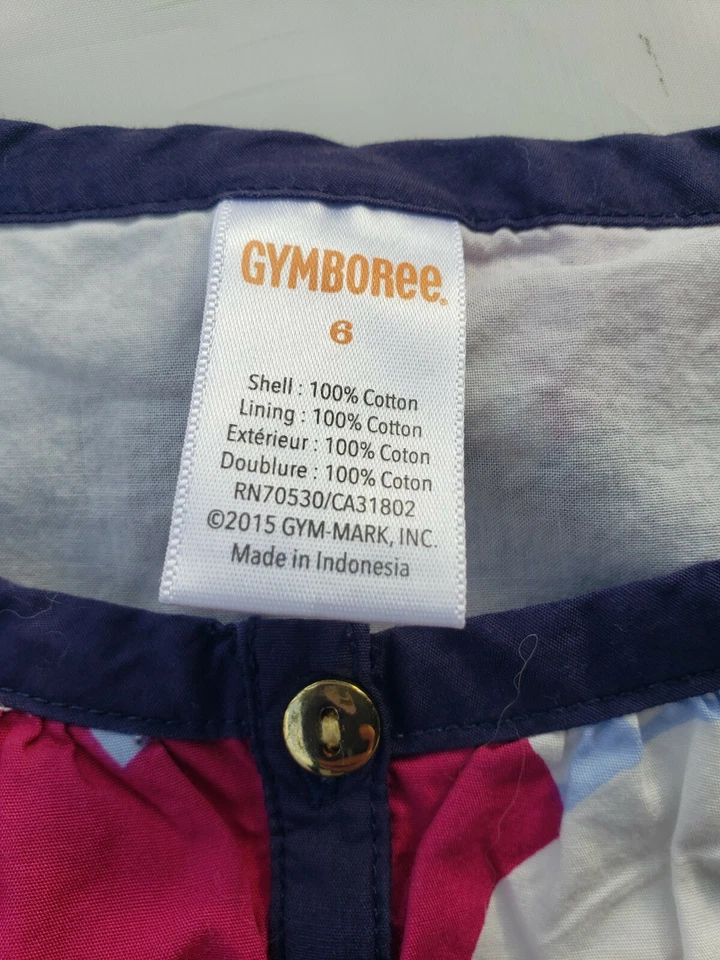 GYMBOREE.
6
Shell : 100% Cotton
Lining : 100% Cotton
Extérieur : 100% Coton
Doublure : 100% Coton
RN70530/CA31802
©2015 GYM-MARK, INC.
Made in Indonesia